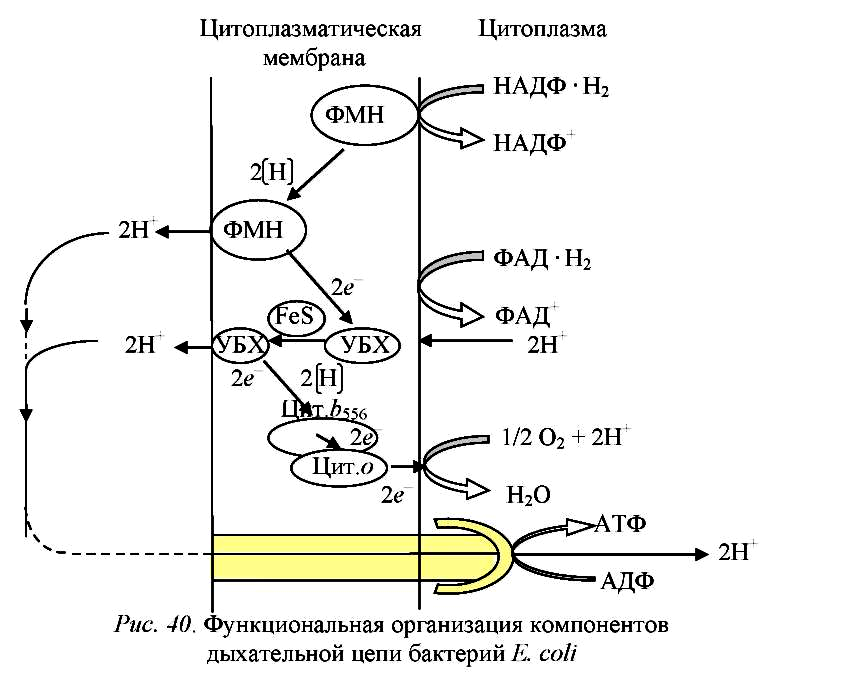 Цитоплазматическая мембрана
Цитоплазма
ФМН
НАДФ · H₂
НАДФ⁺
2[H]
2H⁺
ФМН
ФАД · H₂
2e⁻
FeS
ФАД⁺
2H⁺
УБХ
УБХ
2H⁺
2e⁻
2[H]
Цит.b₅₅₆
2e⁻
1/2 O₂ + 2H⁺
Цит.o
2e⁻
H₂O
АТФ
2H⁺
АДФ
Рис. 40. Функциональная организация компонентов
дыхательной цепи бактерий E. coli